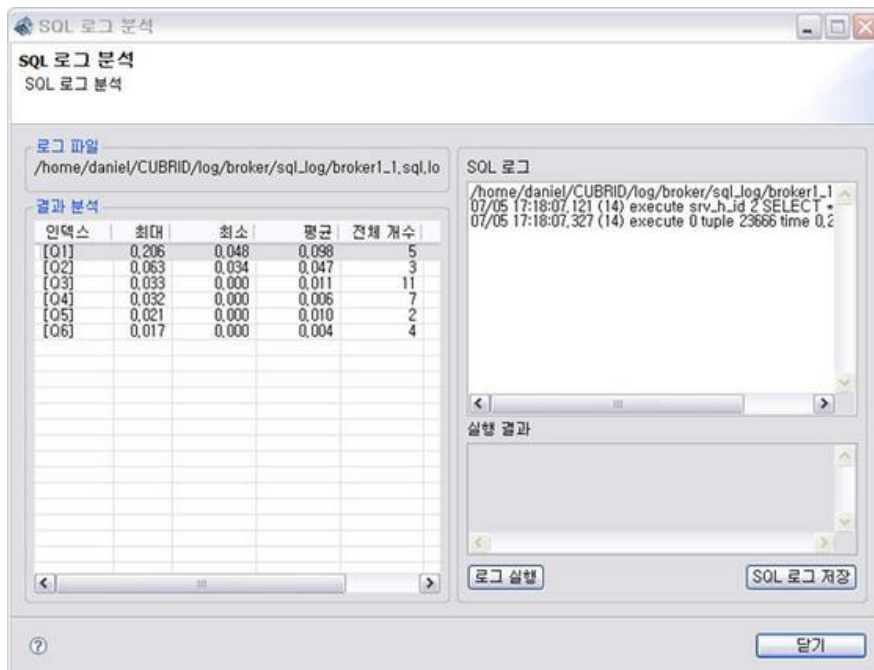 SQL 로그 분석
SQL 로그 분석
SQL 로그 분석
로그 파일
/home/daniel/CUBRID/log/broker/sql_log/broker1_1.sql.lo
결과 분석
인덱스 최대 최소 평균 전체 개수
[Q1] 0.206 0.048 0.098 5
[Q2] 0.063 0.034 0.047 3
[Q3] 0.033 0.000 0.011 11
[Q4] 0.032 0.000 0.006 7
[Q5] 0.021 0.000 0.010 2
[Q6] 0.017 0.000 0.004 4
SQL 로그
/home/daniel/CUBRID/log/broker/sql_log/broker1_1
07/05 17:18:07.121 (14) execute srv_h_id 2 SELECT *
07/05 17:18:07.327 (14) execute 0 tuple 23666 time 0.2
실행 결과
로그 실행
SQL 로그 저장
닫기